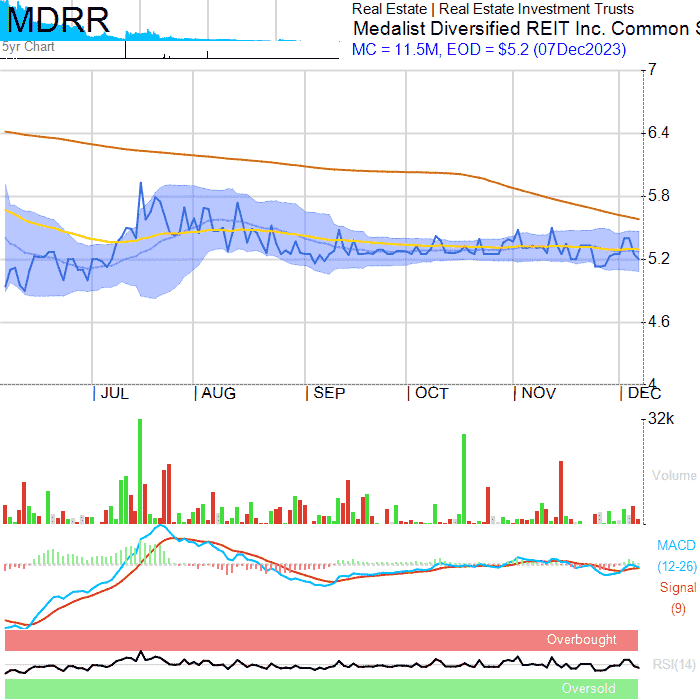 MDRR
5yr Chart
Real Estate | Real Estate Investment Trusts
Medalist Diversified REIT Inc. Common S
MC = 11.5M, EOD = $5.2 (07Dec2023)
7
6.4
5.8
5.2
4.6
4
JUL AUG SEP OCT NOV DEC
32k
Volume
MACD
(12-26)
Signal
(9)
Overbought
RSI(14)
Oversold